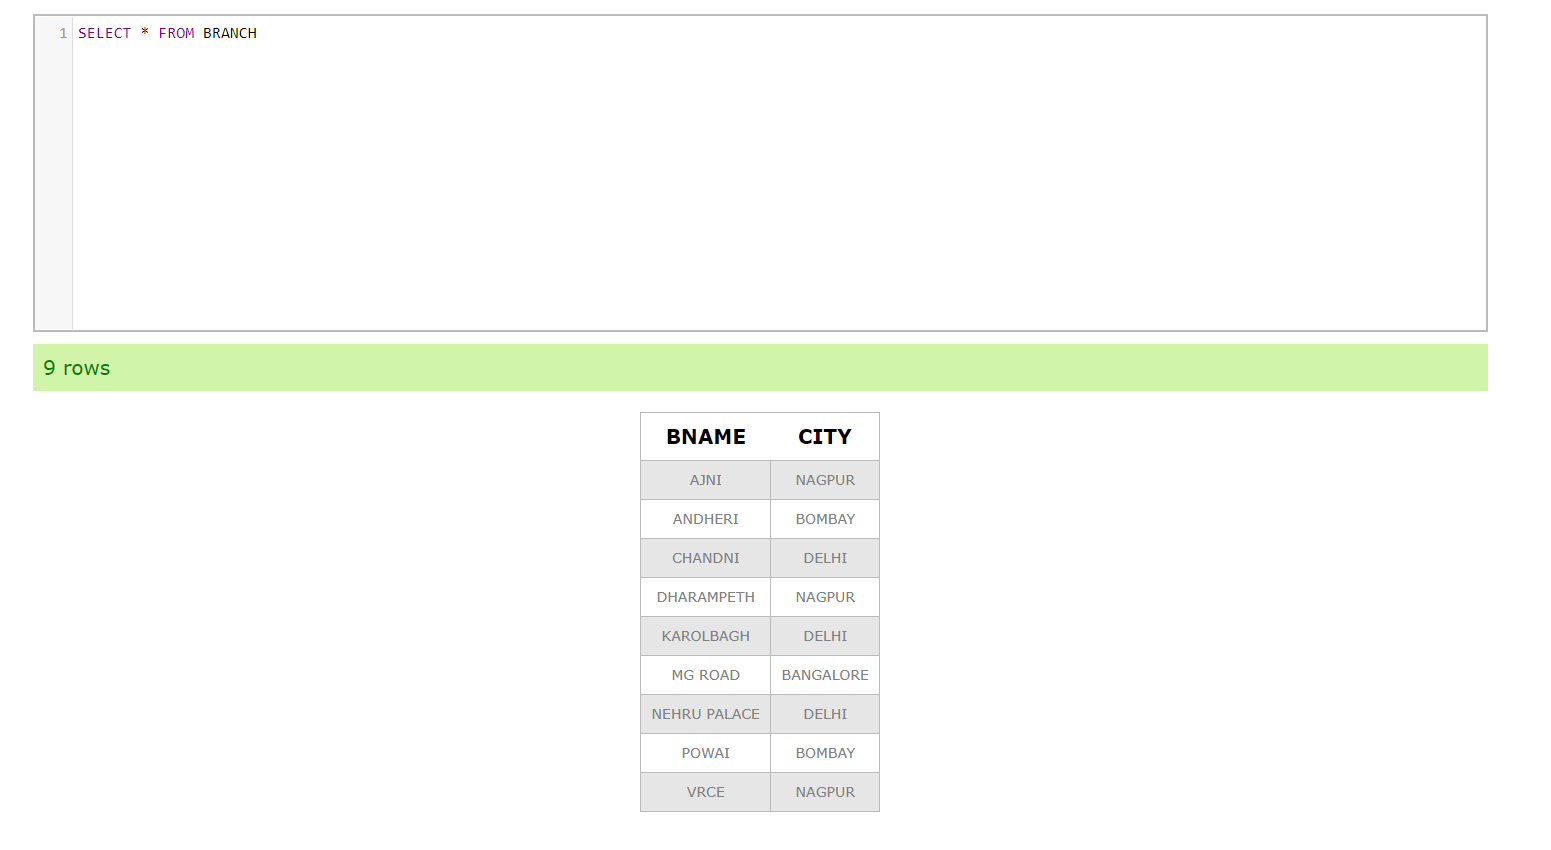 1 SELECT * FROM BRANCH
9 rows
BNAME CITY
AJNI NAGPUR
ANDHERI BOMBAY
CHANDNI DELHI
DHARAMPETH NAGPUR
KAROLBAGH DELHI
MG ROAD BANGALORE
NEHRU PALACE DELHI
POWAI BOMBAY
VRCE NAGPUR